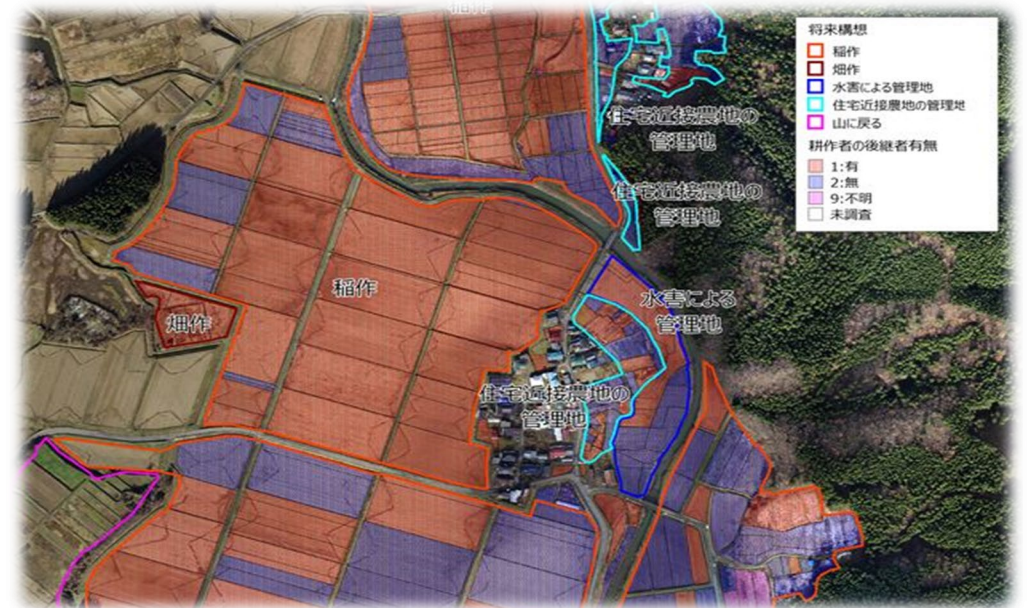 稲作
将来構想
稲作
畑作
水害による管理地
住宅近接農地の管理地
山に戻る
耕作者の後継者有無
1:有
2:無
9:不明
未調査
住宅近接農地の
管理地
住宅近接農地の
管理地
稲作
水害による
管理地
畑作
住宅近接農地の
管理地